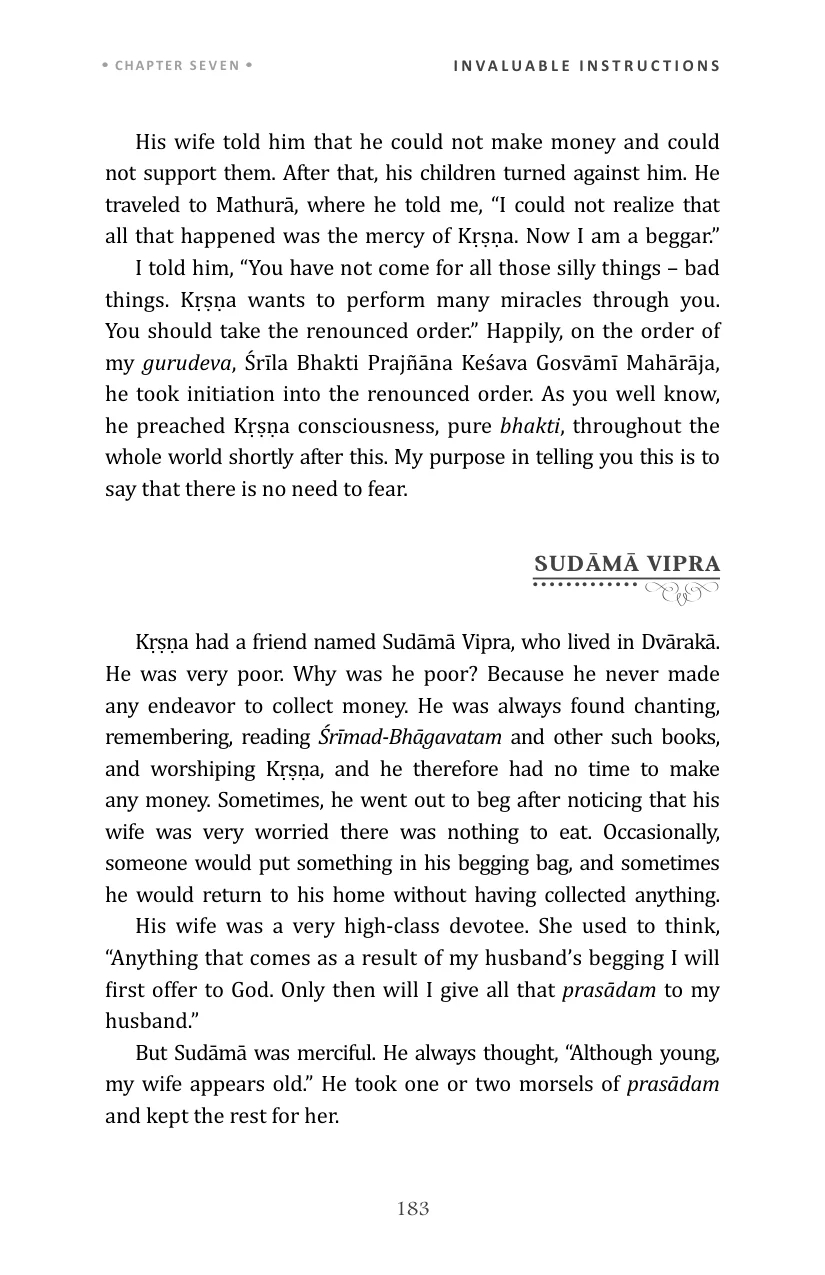 • CHAPTER SEVEN •
INVALUABLE INSTRUCTIONS
His wife told him that he could not make money and could
not support them. After that, his children turned against him. He
traveled to Mathurā, where he told me, “I could not realize that
all that happened was the mercy of Kṛṣṇa. Now I am a beggar.”
I told him, “You have not come for all those silly things – bad
things. Kṛṣṇa wants to perform many miracles through you.
You should take the renounced order.” Happily, on the order of
my gurudeva, Śrīla Bhakti Prajñāna Keśava Gosvāmī Mahārāja,
he took initiation into the renounced order. As you well know,
he preached Kṛṣṇa consciousness, pure bhakti, throughout the
whole world shortly after this. My purpose in telling you this is to
say that there is no need to fear.
SUDĀMĀ VIPRA
Kṛṣṇa had a friend named Sudāmā Vipra, who lived in Dvārakā.
He was very poor. Why was he poor? Because he never made
any endeavor to collect money. He was always found chanting,
remembering, reading Śrīmad-Bhāgavatam and other such books,
and worshiping Kṛṣṇa, and he therefore had no time to make
any money. Sometimes, he went out to beg after noticing that his
wife was very worried there was nothing to eat. Occasionally,
someone would put something in his begging bag, and sometimes
he would return to his home without having collected anything.
His wife was a very high-class devotee. She used to think,
“Anything that comes as a result of my husband’s begging I will
first offer to God. Only then will I give all that prasādam to my
husband.”
But Sudāmā was merciful. He always thought, “Although young,
my wife appears old.” He took one or two morsels of prasādam
and kept the rest for her.
183